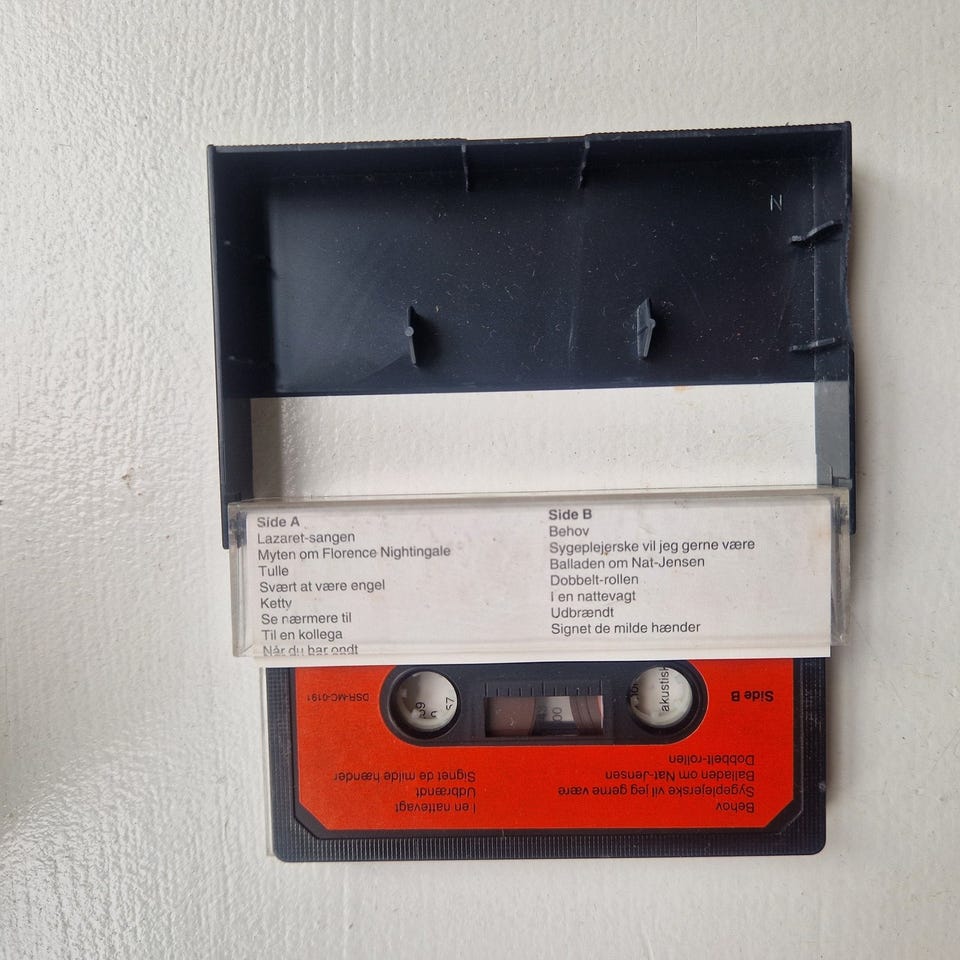 N
Side A
Lazaret-sangen
Myten om Florence Nightingale
Tulle
Svært at være engel
Ketty
Se nærmere til
Til en kollega
Når du har ondt
Side B
Behov
Sygeplejerske vil jeg gerne være
Balladen om Nat-Jensen
Dobbelt-rollen
I en nattevagt
Udbrændt
Signet de milde hænder
Side B
DSR-MC-0191
akustisk
Behov
Sygeplejerske vil jeg gerne være
Balladen om Nat-Jensen
Dobbelt-rollen
I en nattevagt
Udbrændt
Signet de milde hænder